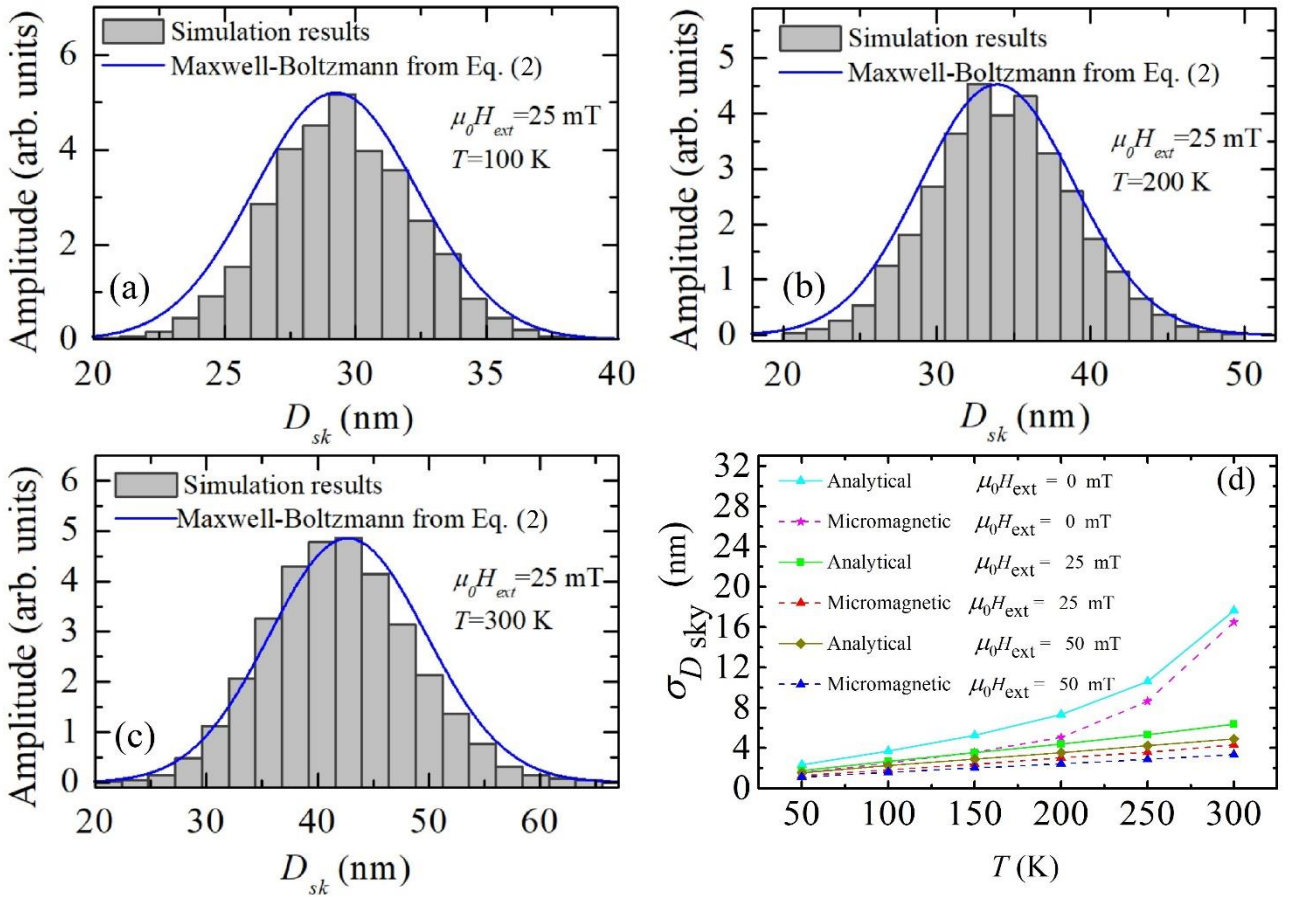 Simulation results
Maxwell-Boltzmann from Eq. (2)
μ0Hext=25 mT
T=100 K
(a)
Amplitude (arb. units)
6
4
2
0
20 25 30 35 40
Dsk (nm)
Simulation results
Maxwell-Boltzmann from Eq. (2)
μ0Hext=25 mT
T=200 K
(b)
Amplitude (arb. units)
4.5
3.0
1.5
0.0
20 30 40 50
Dsk (nm)
Simulation results
Maxwell-Boltzmann from Eq. (2)
μ0Hext=25 mT
T=300 K
(c)
Amplitude (arb. units)
6
5
4
3
2
1
0
20 30 40 50 60
Dsk (nm)
(d)
Analytical μ0Hext = 0 mT
Micromagnetic μ0Hext = 0 mT
Analytical μ0Hext = 25 mT
Micromagnetic μ0Hext = 25 mT
Analytical μ0Hext = 50 mT
Micromagnetic μ0Hext = 50 mT
σD sky (nm)
32
28
24
20
16
12
8
4
0
50 100 150 200 250 300
T (K)